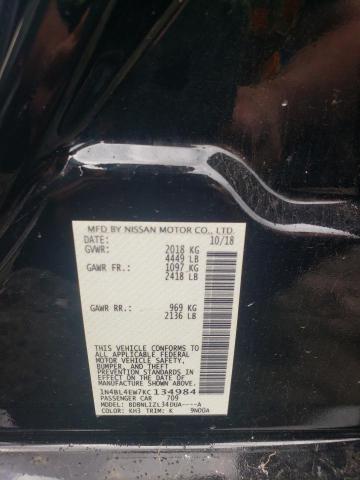 MFD BY NISSAN MOTOR CO., LTD.
DATE: 10/18
GVWR: 2018 KG
4449 LB
GAWR FR: 1097 KG
2418 LB
GAWR RR: 969 KG
2136 LB
THIS VEHICLE CONFORMS TO ALL
APPLICABLE FEDERAL MOTOR
VEHICLE SAFETY, BUMPER, AND THEFT
PREVENTION STANDARDS IN EFFECT
ON THE DATE OF MANUFACTURE
SHOWN ABOVE.
1N4BL4EW7KC134984
PASSENGER CAR 709
MODEL: BDBNLIZL34DUA----A
COLOR: KH3 TRIM: K 9N00A